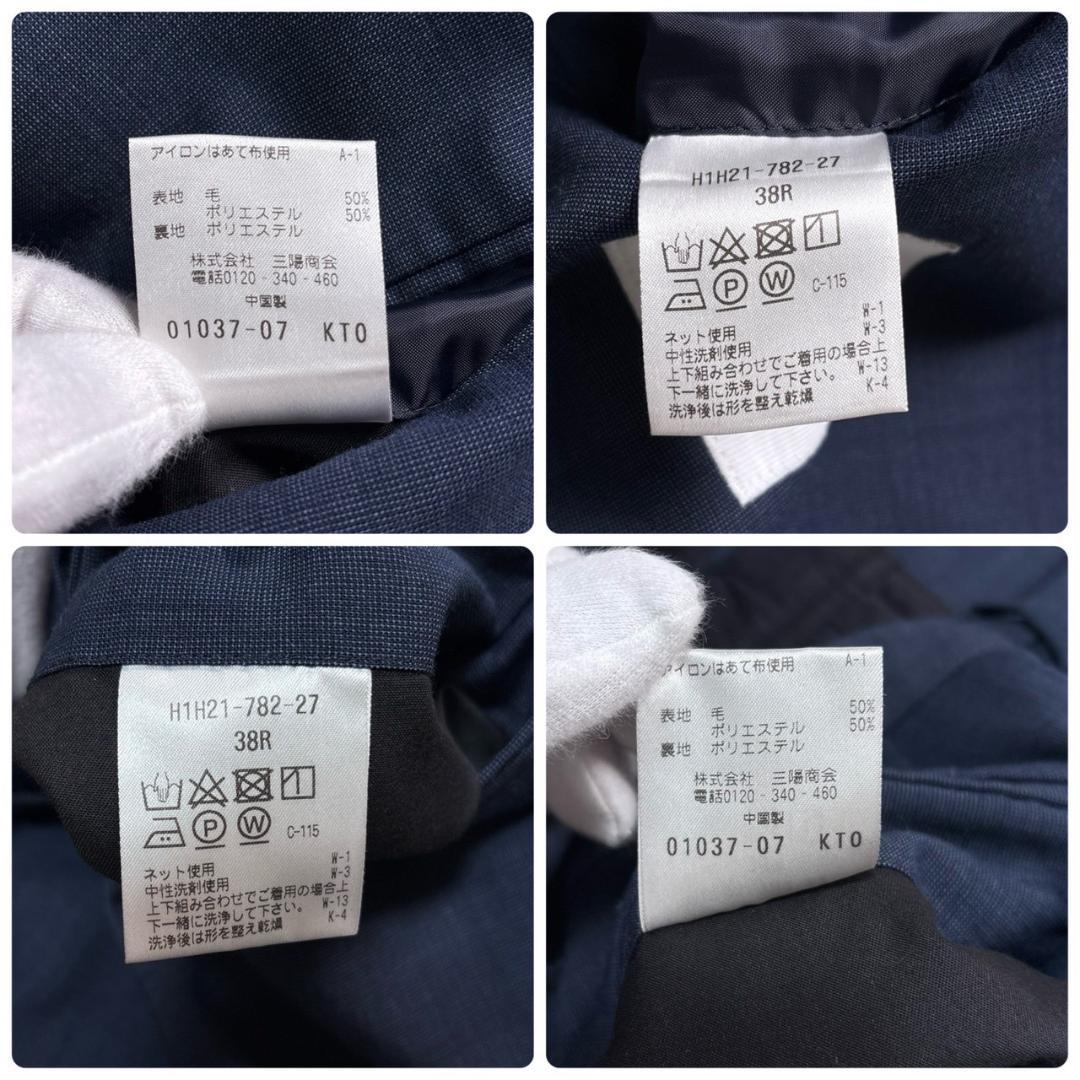 アイロンはあて布使用 A-1
表地 毛 50%
ポリエステル 50%
裏地 ポリエステル
株式会社 三陽商会
電話0120-340-460
中国製
01037-07 KTO
H1H21-782-27
38R
P W C-115
W-1
ネット使用 W-3
中性洗剤使用
上下組み合わせでご着用の場合上 W-13
下一緒に洗浄して下さい。 K-4
洗浄後は形を整え乾燥
H1H21-782-27
38R
P W C-115
ネット使用 W-1
中性洗剤使用 W-3
上下組み合わせでご着用の場合上
下一緒に洗浄して下さい。 W-13
洗浄後は形を整え乾燥 K-4
アイロンはあて布使用 A-1
表地 毛 50%
ポリエステル 50%
裏地 ポリエステル
株式会社 三陽商会
電話0120-340-460
中国製
01037-07 KTO